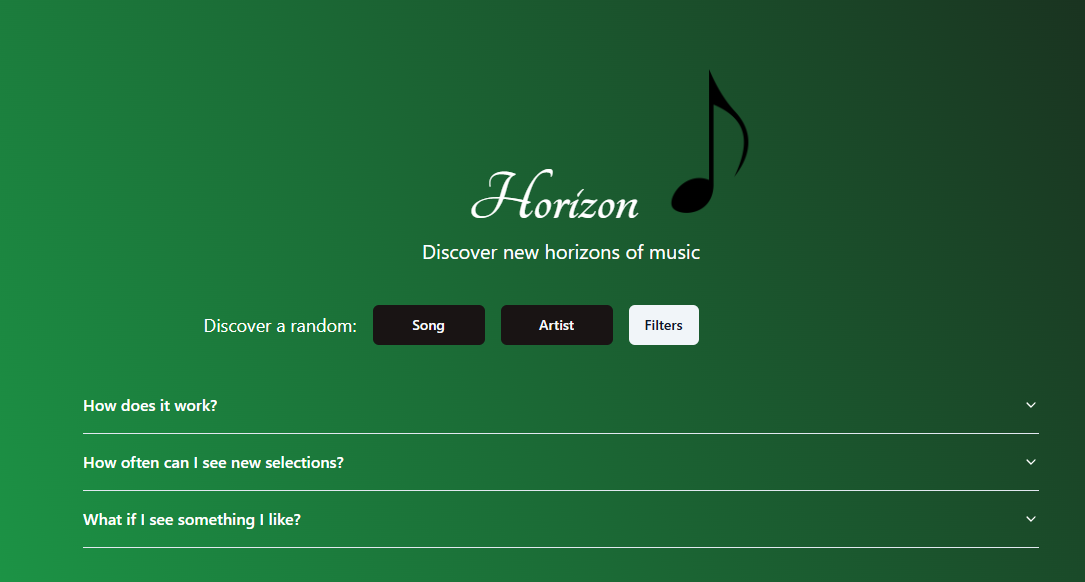 Horizon
Discover new horizons of music
Discover a random: Song Artist Filters
How does it work?
How often can I see new selections?
What if I see something I like?